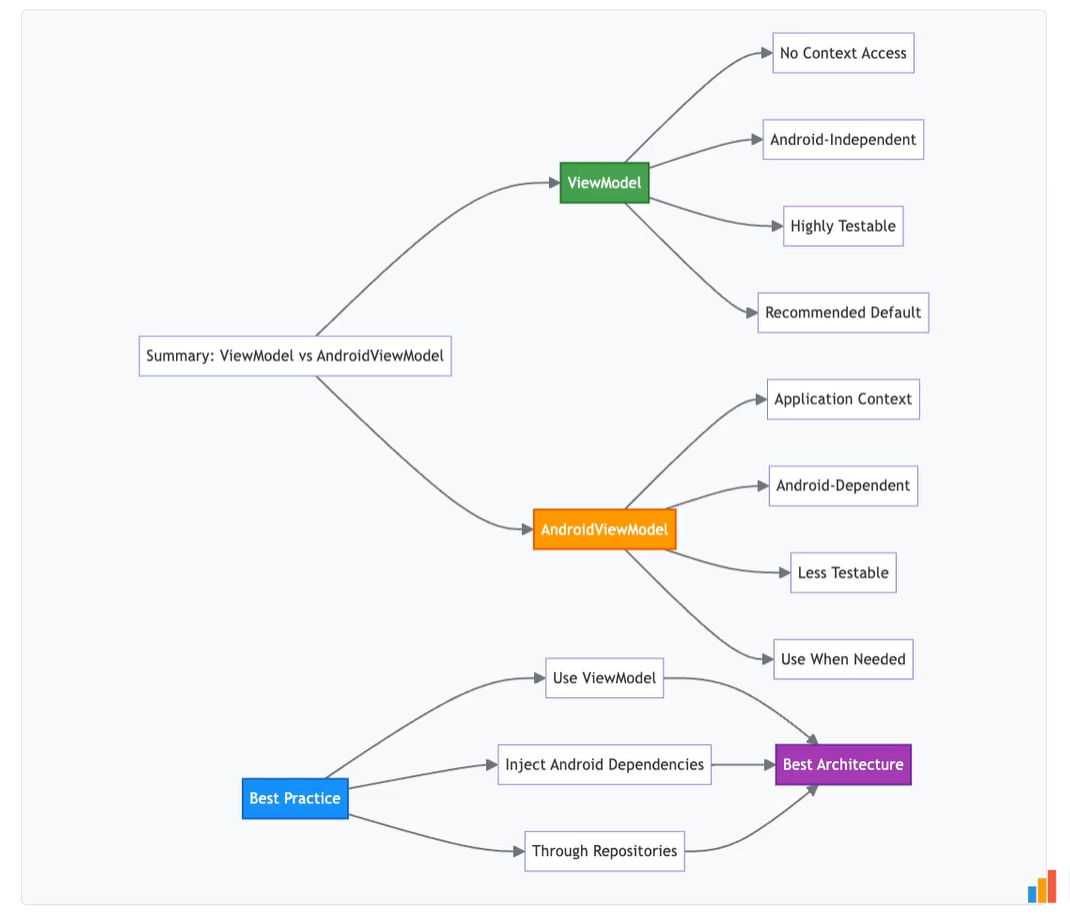 No Context Access
Android-Independent
ViewModel
Highly Testable
Recommended Default
Summary: ViewModel vs AndroidViewModel
Application Context
Android-Dependent
AndroidViewModel
Less Testable
Use When Needed
Use ViewModel
Inject Android Dependencies
Best Architecture
Best Practice
Through Repositories